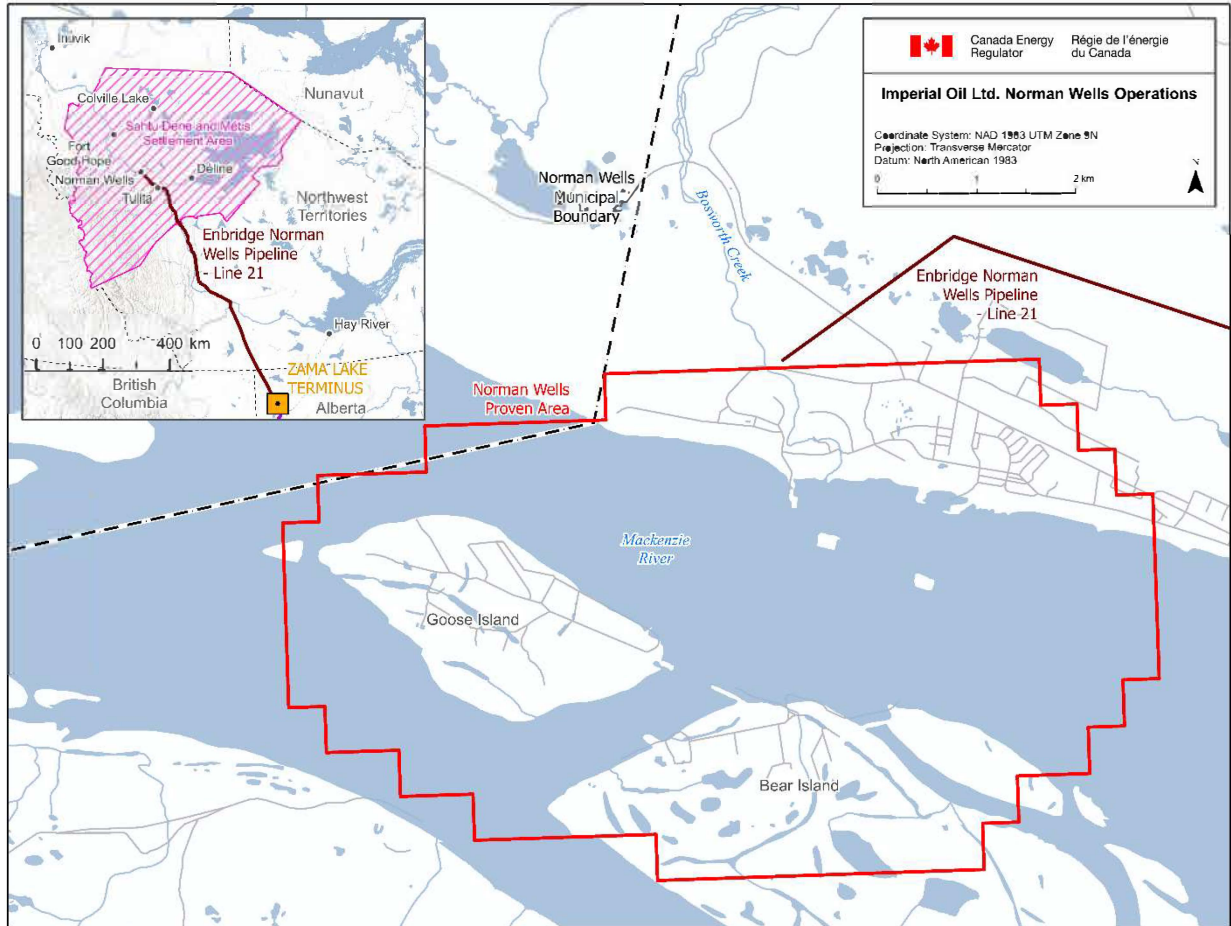 Inuvik
Nunavut
Colville Lake
Sahtu Dene and Metis
Settlement Area
Fort
Good Hope
Norman Wells
Déline
Tulita
Northwest
Territories
Enbridge Norman
Wells Pipeline
- Line 21
Hay River
0 100 200 400 km
ZAMA LAKE
TERMINUS
British
Columbia
Alberta
Canada Energy
Regulator
Régie de l'énergie
du Canada
Imperial Oil Ltd. Norman Wells Operations
Coordinate System: NAD 1983 UTM Zone 9N
Projection: Transverse Mercator
Datum: North American 1983
N
0 1 2 km
Norman Wells
Municipal
Boundary
Bosworth Creek
Enbridge Norman
Wells Pipeline
- Line 21
Norman Wells
Proven Area
Mackenzie
River
Goose Island
Bear Island